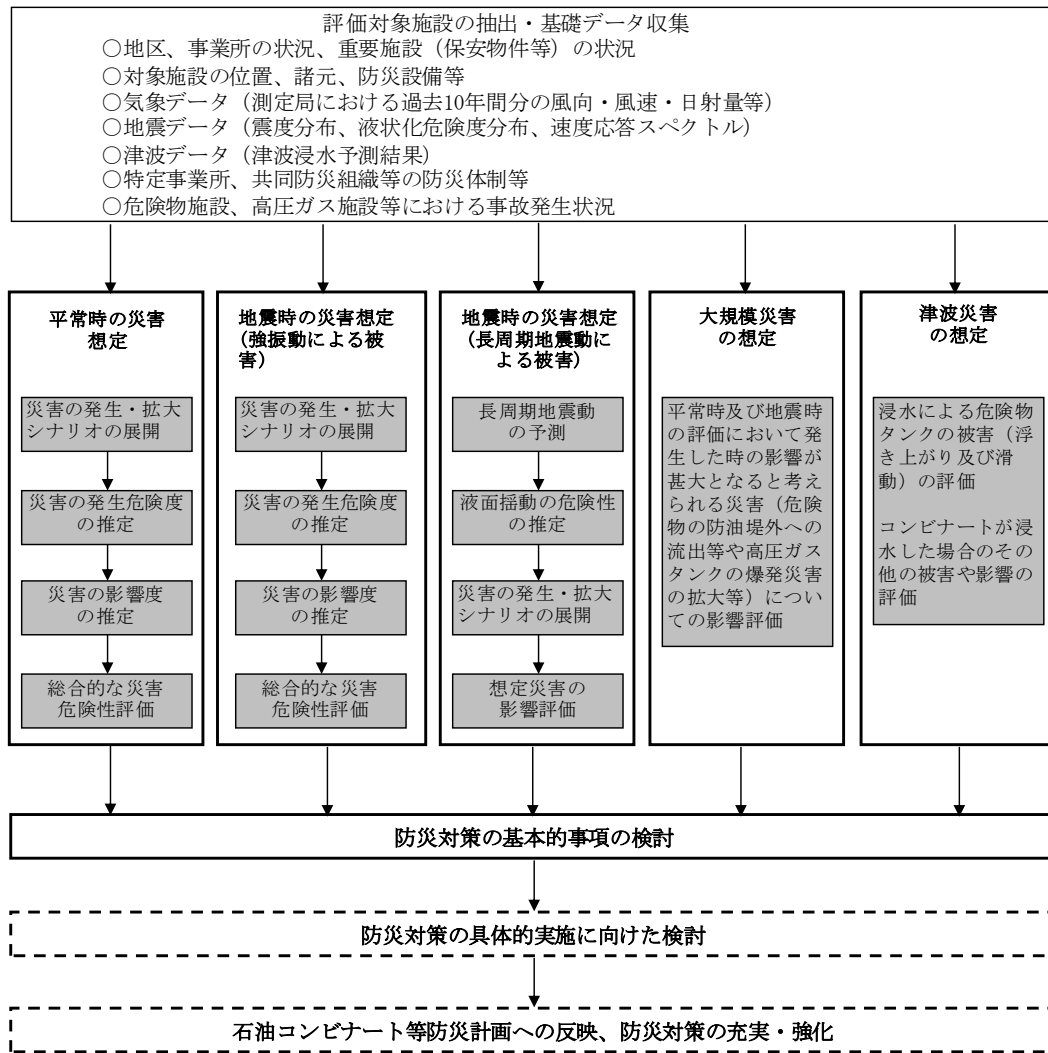 評価対象施設の抽出・基礎データ収集
○地区、事業所の状況、重要施設（保安物件等）の状況
○対象施設の位置、諸元、防災設備等
○気象データ（測定局における過去10年間分の風向・風速・日射量等）
○地震データ（震度分布、液状化危険度分布、速度応答スペクトル）
○津波データ（津波浸水予測結果）
○特定事業所、共同防災組織等の防災体制等
○危険物施設、高圧ガス施設等における事故発生状況
平常時の災害
想定
災害の発生・拡大
シナリオの展開
災害の発生危険度
の推定
災害の影響度
の推定
総合的な災害
危険性評価
地震時の災害想定
（強振動による被
害）
災害の発生・拡大
シナリオの展開
災害の発生危険度
の推定
災害の影響度
の推定
総合的な災害
危険性評価
地震時の災害想定
（長周期地震動に
よる被害）
長周期地震動
の予測
液面揺動の危険性
の推定
災害の発生・拡大
シナリオの展開
想定災害の
影響評価
大規模災害
の想定
平常時及び地震時
の評価において発
生した時の影響が
甚大となると考え
られる災害（危険
物の防油堤外への
流出等や高圧ガス
タンクの爆発災害
の拡大等）につい
ての影響評価
津波災害
の想定
浸水による危険物
タンクの被害（浮
き上がり及び滑
動）の評価
コンビナートが浸
水した場合のその
他の被害や影響の
評価
防災対策の基本的事項の検討
防災対策の具体的実施に向けた検討
石油コンビナート等防災計画への反映、防災対策の充実・強化